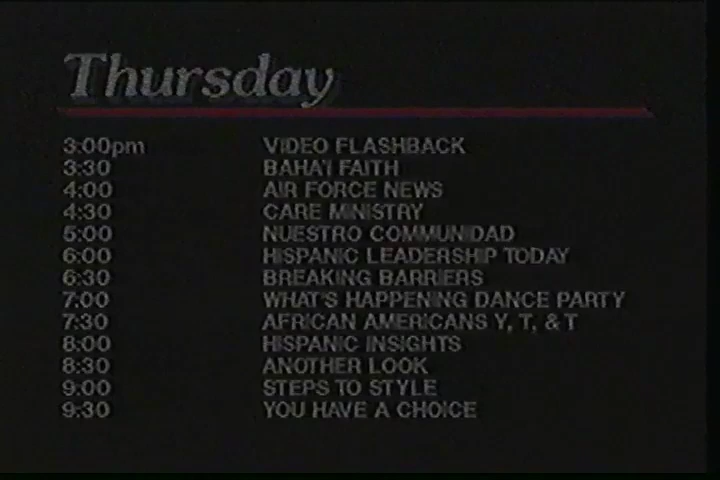 Thursday
3:00pm VIDEO FLASHBACK
3:30 BAHA'I FAITH
4:00 AIR FORCE NEWS
4:30 CARE MINISTRY
5:00 NUESTRO COMMUNIDAD
6:00 HISPANIC LEADERSHIP TODAY
6:30 BREAKING BARRIERS
7:00 WHAT'S HAPPENING DANCE PARTY
7:30 AFRICAN AMERICANS Y, T, & T
8:00 HISPANIC INSIGHTS
8:30 ANOTHER LOOK
9:00 STEPS TO STYLE
9:30 YOU HAVE A CHOICE